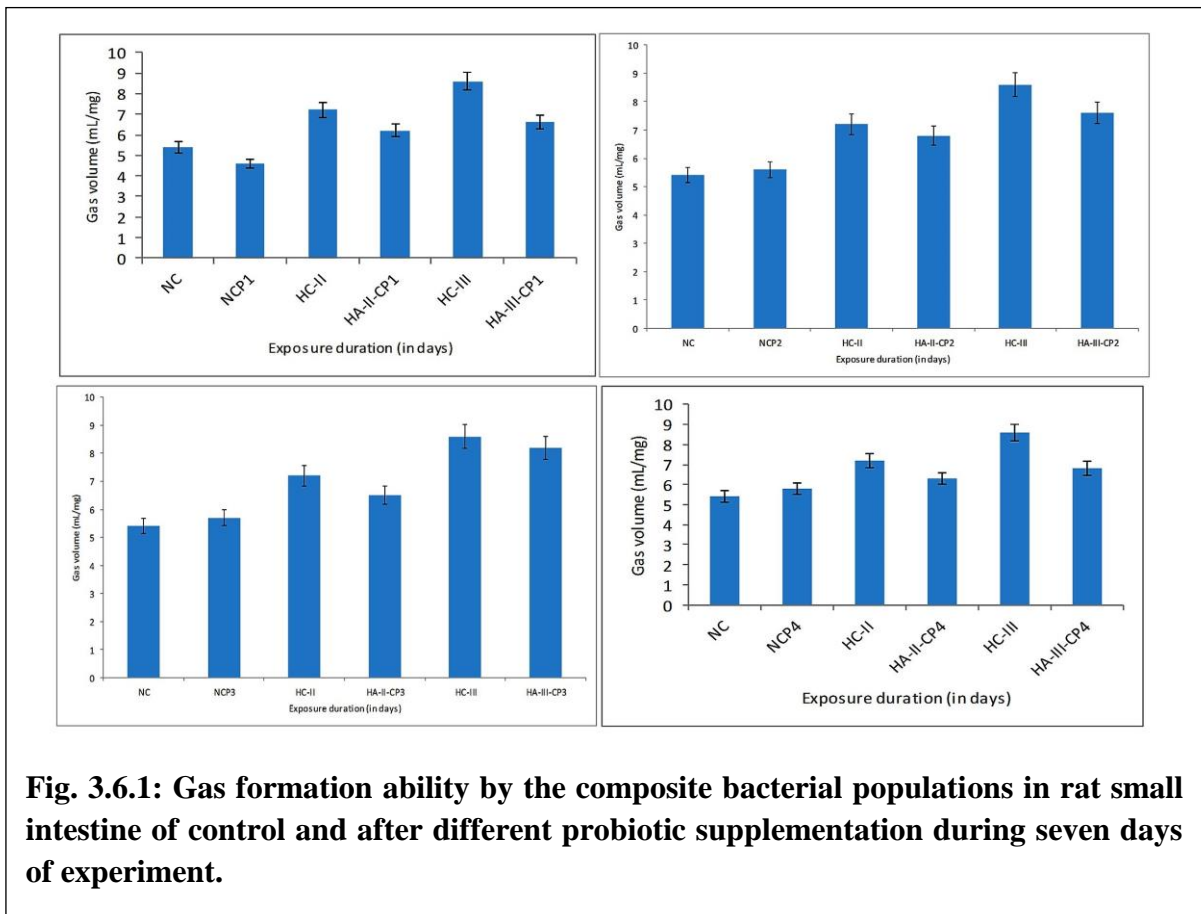 10
9
8
7
6
5
4
3
2
1
0
Gas volume (mL/mg)
NC
NCP1
HC-II
HA-II-CP1
HC-III
HA-III-CP1
Exposure duration (in days)
10
9
8
7
6
5
4
3
2
1
0
Gas volume (mL/mg)
NC NCP2 HC-II HA-II-CP2 HC-III HA-III-CP2
Exposure duration (in days)
10
9
8
7
6
5
4
3
2
1
0
Gas volume (mL/mg)
NC NCP3 HC-II HA-II-CP3 HC-III HA-III-CP3
Exposure duration (in days)
10
9
8
7
6
5
4
3
2
1
0
Gas volume (mL/mg)
NC
NCP4
HC-II
HA-II-CP4
HC-III
HA-III-CP4
Exposure duration (in days)
Fig. 3.6.1: Gas formation ability by the composite bacterial populations in rat small
intestine of control and after different probiotic supplementation during seven days
of experiment.